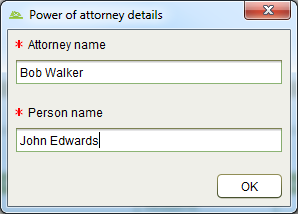 Power of attorney details
* Attorney name
Bob Walker
* Person name
John Edwards
OK